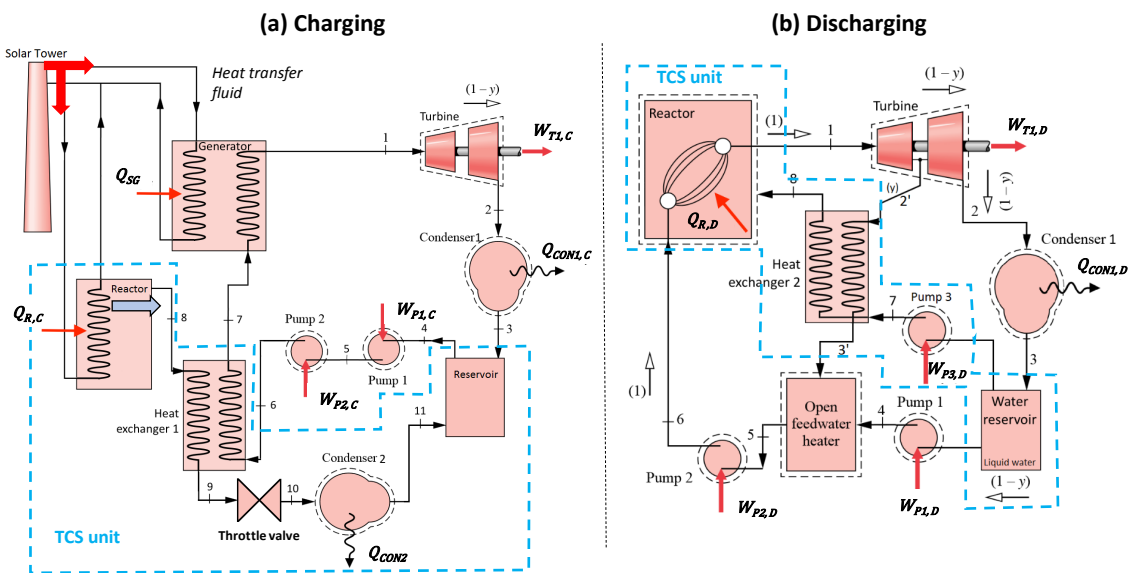 (a) Charging
Solar Tower
Heat transfer
fluid
Generator
Q_SG
1
Turbine
(1 − y)
W_T1,C
2
Condenser1
Q_CON1,C
3
Reactor
Q_R,C
8
7
Pump 2
W_P1,C
4
5
Pump 1
W_P2,C
6
Reservoir
11
Heat
exchanger 1
9
10
Throttle valve
Condenser 2
Q_CON2
TCS unit
(b) Discharging
TCS unit
Reactor
(1)
1
Turbine
(1 − y)
W_T1,D
(y)
2'
2
(1−y)
8
Q_R,D
Condenser 1
Q_CON1,D
Heat
exchanger 2
7
Pump 3
W_P3,D
3'
3
(1)
6
Open
feedwater
heater
5
4
Pump 1
W_P1,D
Water
reservoir
Liquid water
(1−y)
Pump 2
W_P2,D